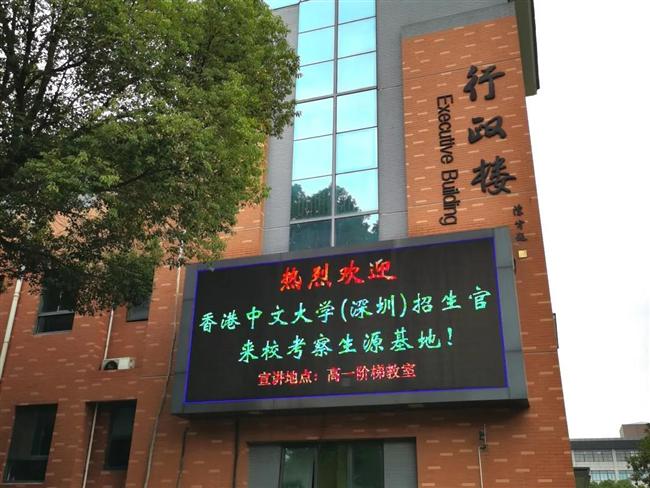 行政楼
Executive Building
热烈欢迎
香港中文大学(深圳)招生官
来校考察生源基地!
宣讲地点：高一阶梯教室